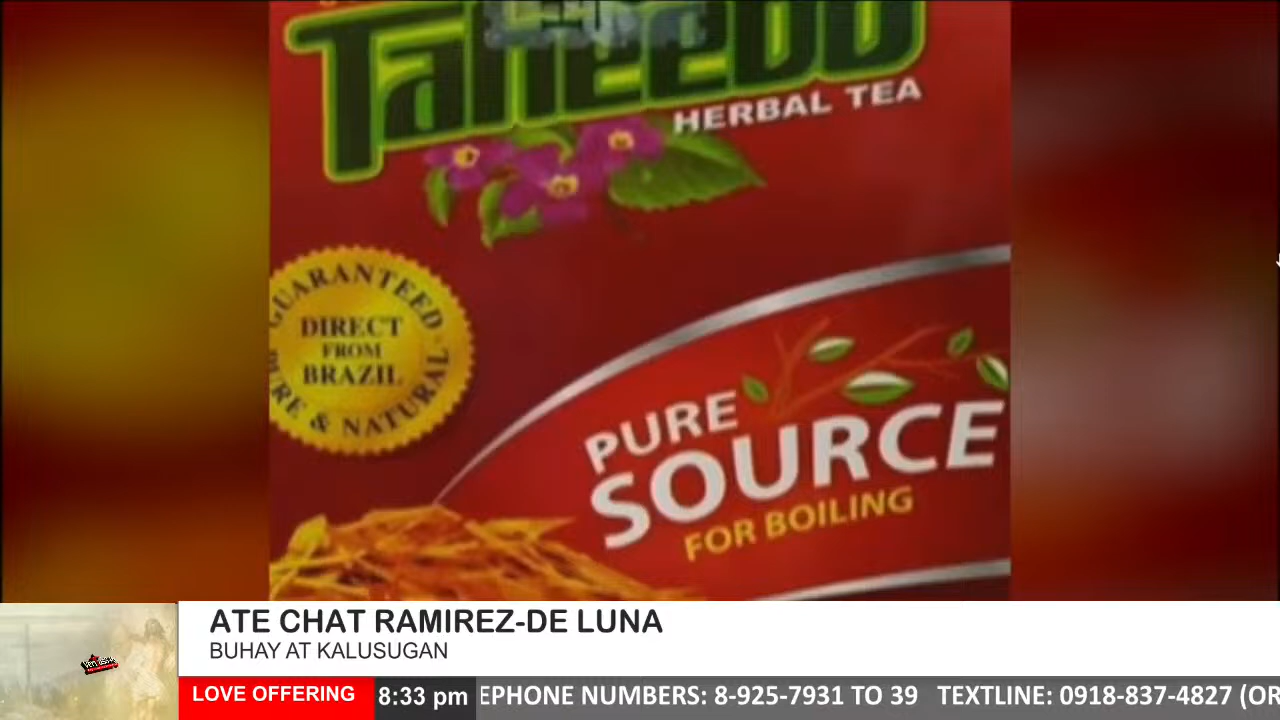 Taheebo
HERBAL TEA
GUARANTEED
DIRECT
FROM
BRAZIL
PURE & NATURAL
PURE
SOURCE
FOR BOILING
ATE CHAT RAMIREZ-DE LUNA
BUHAY AT KALUSUGAN
LOVE OFFERING
8:33 pm
EPHONE NUMBERS: 8-925-7931 TO 39 TEXTLINE: 0918-837-4827 (OR